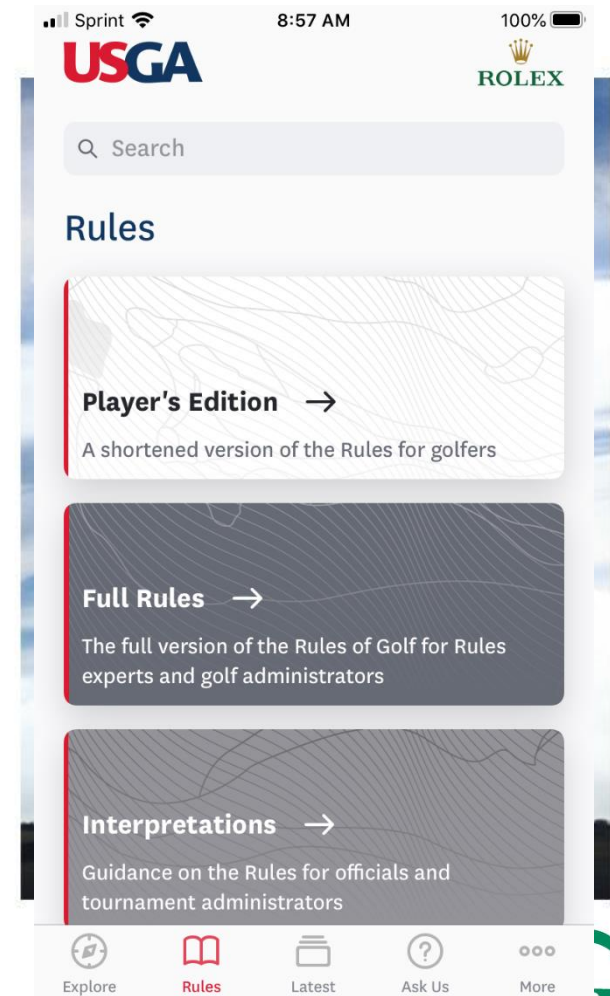 Sprint 8:57 AM 100%
USGA
ROLEX
Search
Rules
Player's Edition →
A shortened version of the Rules for golfers
Full Rules →
The full version of the Rules of Golf for Rules
experts and golf administrators
Interpretations →
Guidance on the Rules for officials and
tournament administrators
Explore Rules Latest Ask Us More